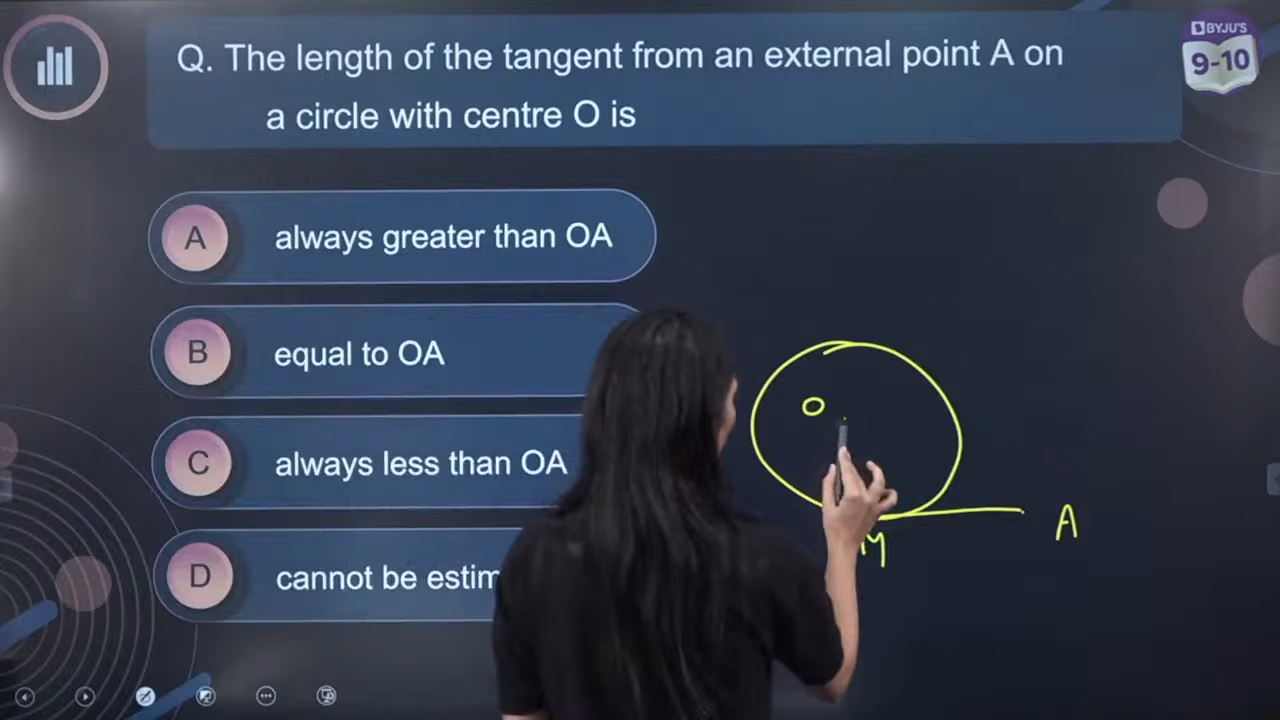 BYJU'S
9-10
Q. The length of the tangent from an external point A on
a circle with centre O is
A always greater than OA
B equal to OA
C always less than OA
D cannot be
O
M
A